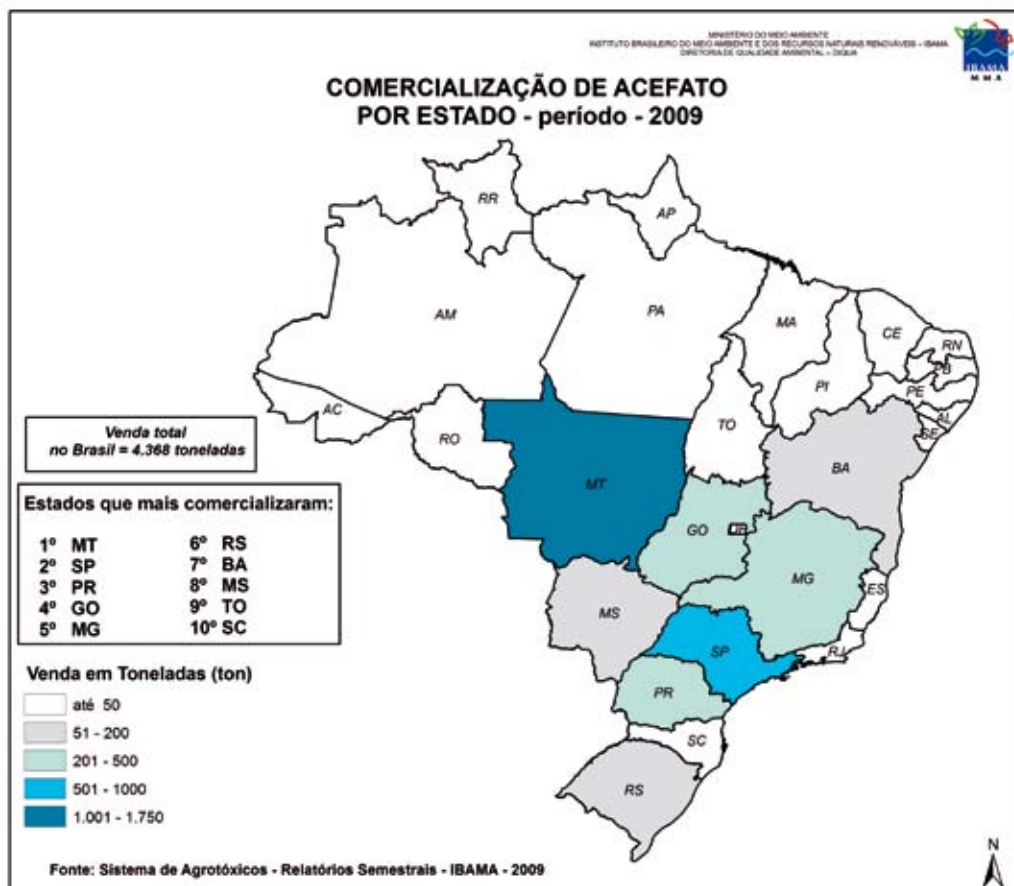 MINISTÉRIO DO MEIO AMBIENTE
INSTITUTO BRASILEIRO DO MEIO AMBIENTE E DOS RECURSOS NATURAIS RENOVÁVEIS - IBAMA
DIRETORIA DE QUALIDADE AMBIENTAL - DIQUA
IBAMA
M M A
COMERCIALIZAÇÃO DE ACEFATO
POR ESTADO - período - 2009
RR
AP
AM
PA
MA
CE
RN
PB
PE
PI
AL
SE
AC
RO
TO
BA
MT
GO
DF
MG
ES
MS
SP
RJ
PR
SC
RS
Venda total
no Brasil = 4.368 toneladas
Estados que mais comercializaram:
1º MT 6º RS
2º SP 7º BA
3º PR 8º MS
4º GO 9º TO
5º MG 10º SC
Venda em Toneladas (ton)
até 50
51 - 200
201 - 500
501 - 1000
1.001 - 1.750
Fonte: Sistema de Agrotóxicos - Relatórios Semestrais - IBAMA - 2009
N